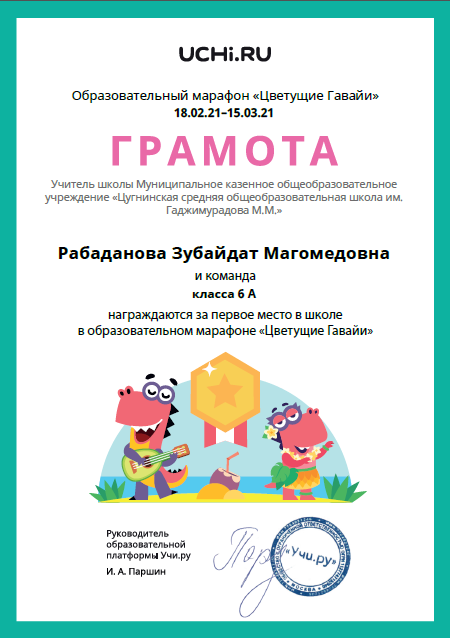 UCHi.RU
Образовательный марафон «Цветущие Гавайи»
18.02.21–15.03.21
ГРАМОТА
Учитель школы Муниципальное казенное общеобразовательное
учреждение «Цугнинская средняя общеобразовательная школа им.
Гаджимурадова М.М.»
Рабаданова Зубайдат Магомедовна
и команда
класса 6 А
награждаются за первое место в школе
в образовательном марафоне «Цветущие Гавайи»
Руководитель
образовательной
платформы Учи.ру
И. А. Паршин
«Учи.ру»
МОСКВА